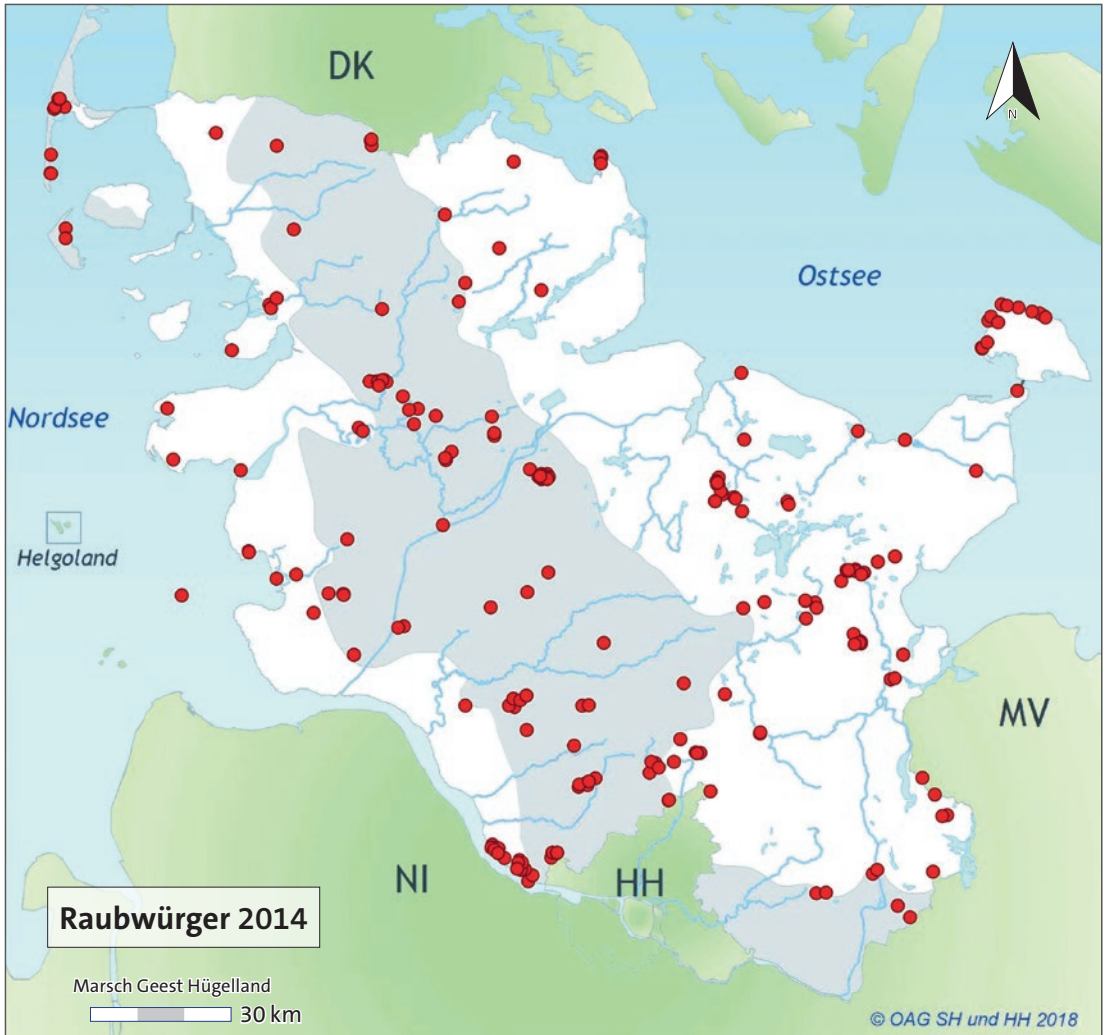 DK
N
Ostsee
Nordsee
Helgoland
MV
NI
HH
Raubwürger 2014
Marsch Geest Hügelland
30 km
© OAG SH und HH 2018